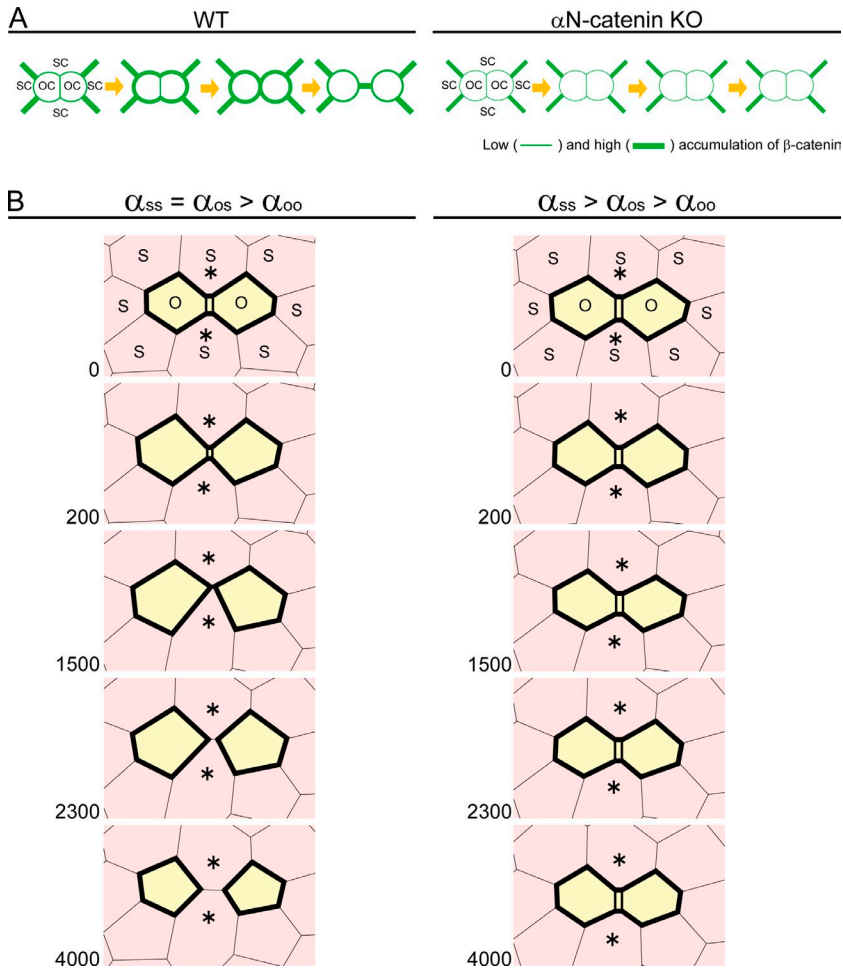 A WT αN-catenin KO
SC SC
SC OC OC SC SC OC OC SC
SC SC
Low ( ) and high ( ) accumulation of β-catenin
B αss = αos > αoo αss > αos > αoo
S S S S S S
* *
S O O S S O O S
* *
S S S S S S
0 0
* *
* *
200 200
* *
* *
1500 1500
* *
* *
2300 2300
* *
* *
4000 4000